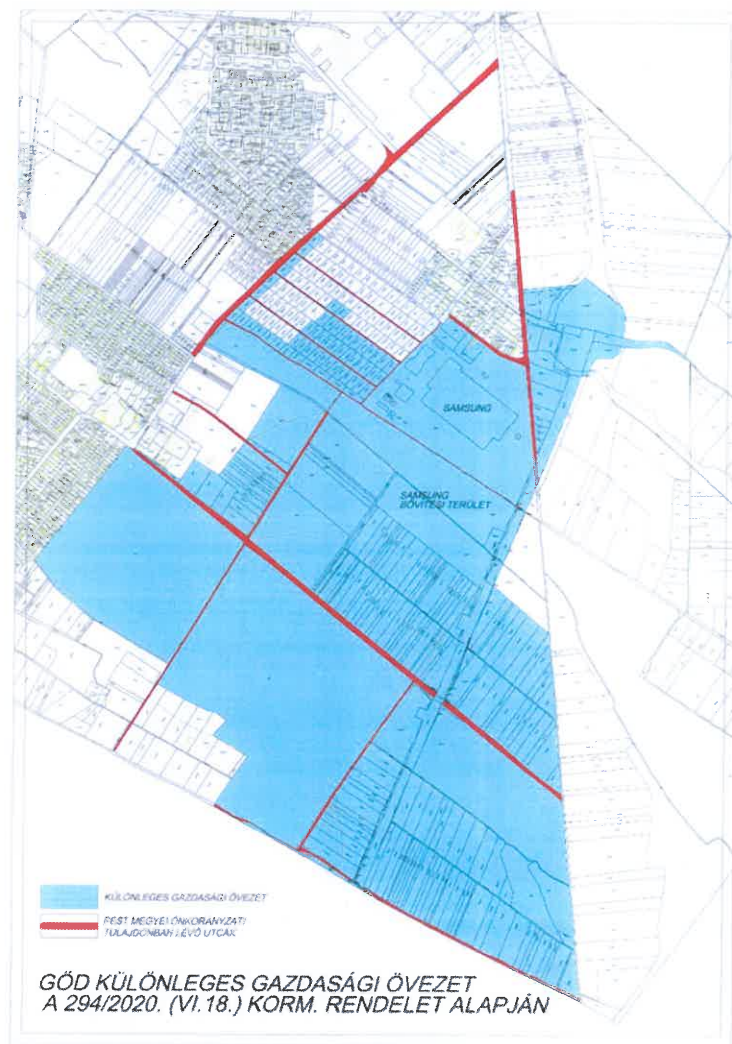 SAMSUNG
SAMSUNG
BŐVÍTÉSI TERÜLET
KÜLÖNLEGES GAZDASÁGI ÖVEZET
PEST MEGYEI ÖNKORÁNYZATI
TULAJDONBAN LÉVŐ UTCÁK
GÖD KÜLÖNLEGES GAZDASÁGI ÖVEZET
A 294/2020. (VI.18.) KORM. RENDELET ALAPJÁN